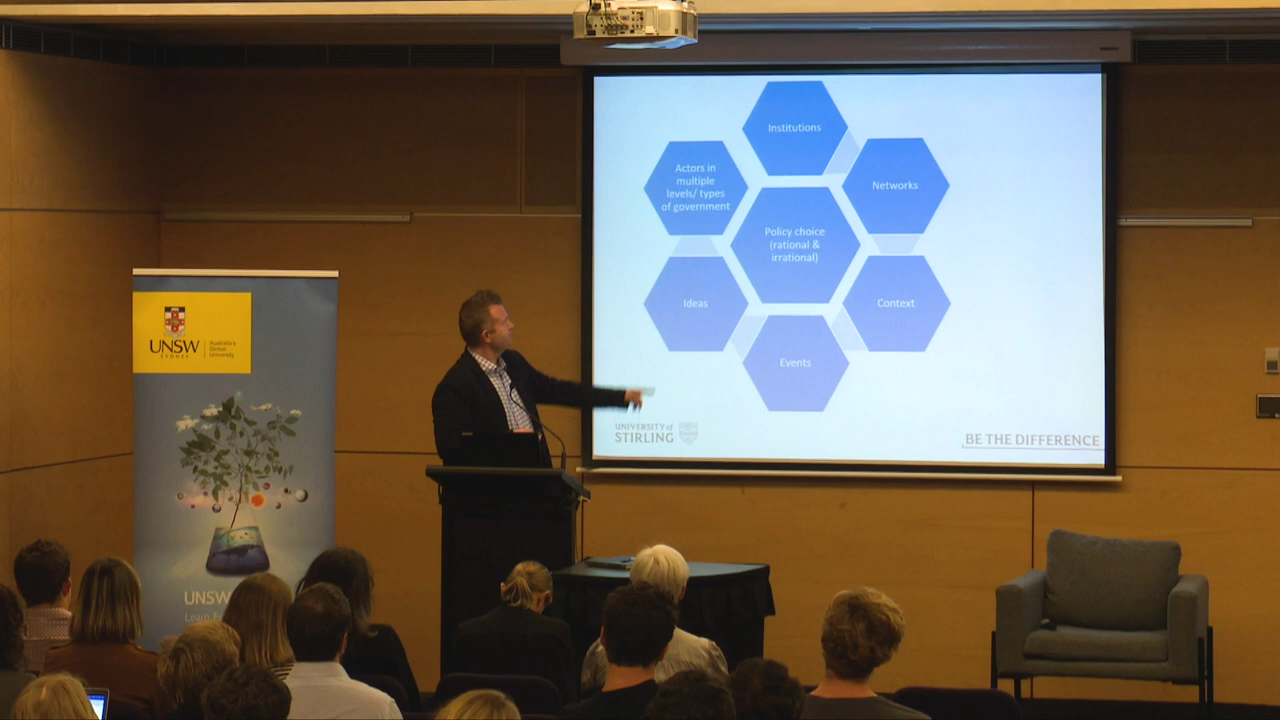 Institutions
Actors in
multiple
levels/ types
of government
Networks
Policy choice
(rational &
irrational)
Ideas
Context
Events
UNIVERSITY of
STIRLING
BE THE DIFFERENCE
UNSW
SYDNEY
Australia's
Global
University
UNSW
Learn